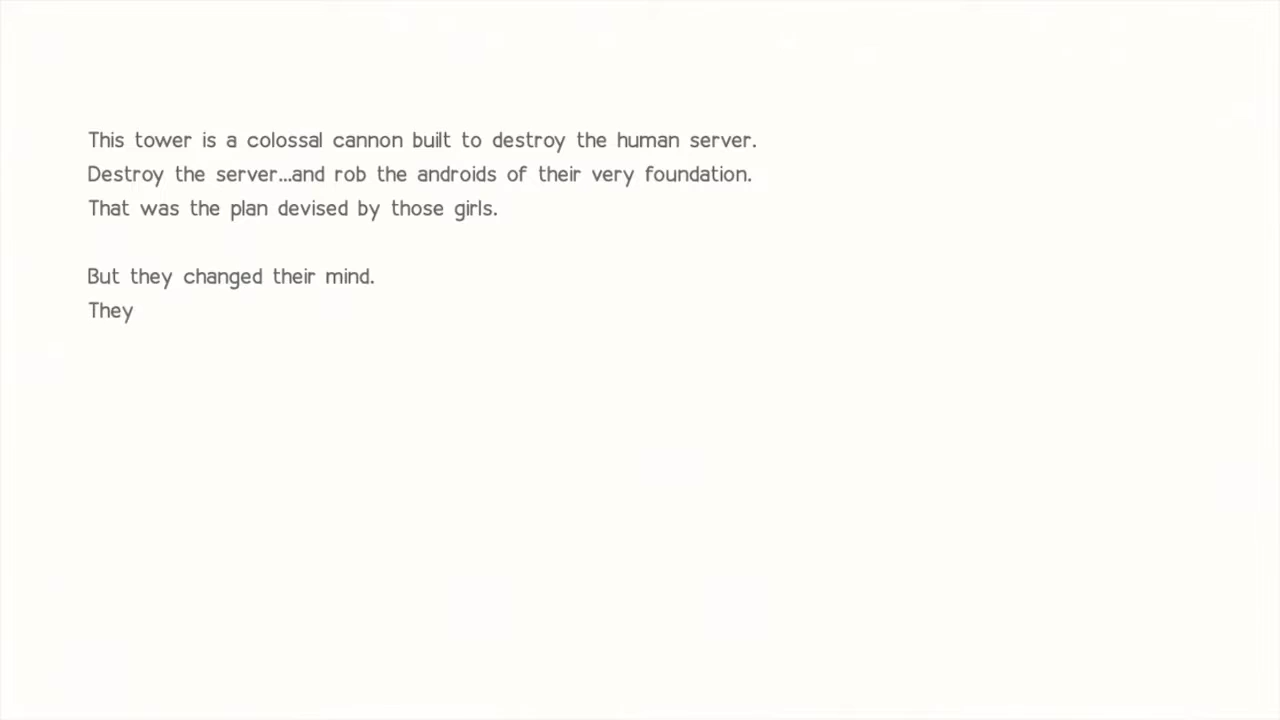 This tower is a colossal cannon built to destroy the human server.
Destroy the server...and rob the androids of their very foundation.
That was the plan devised by those girls.
But they changed their mind.
They